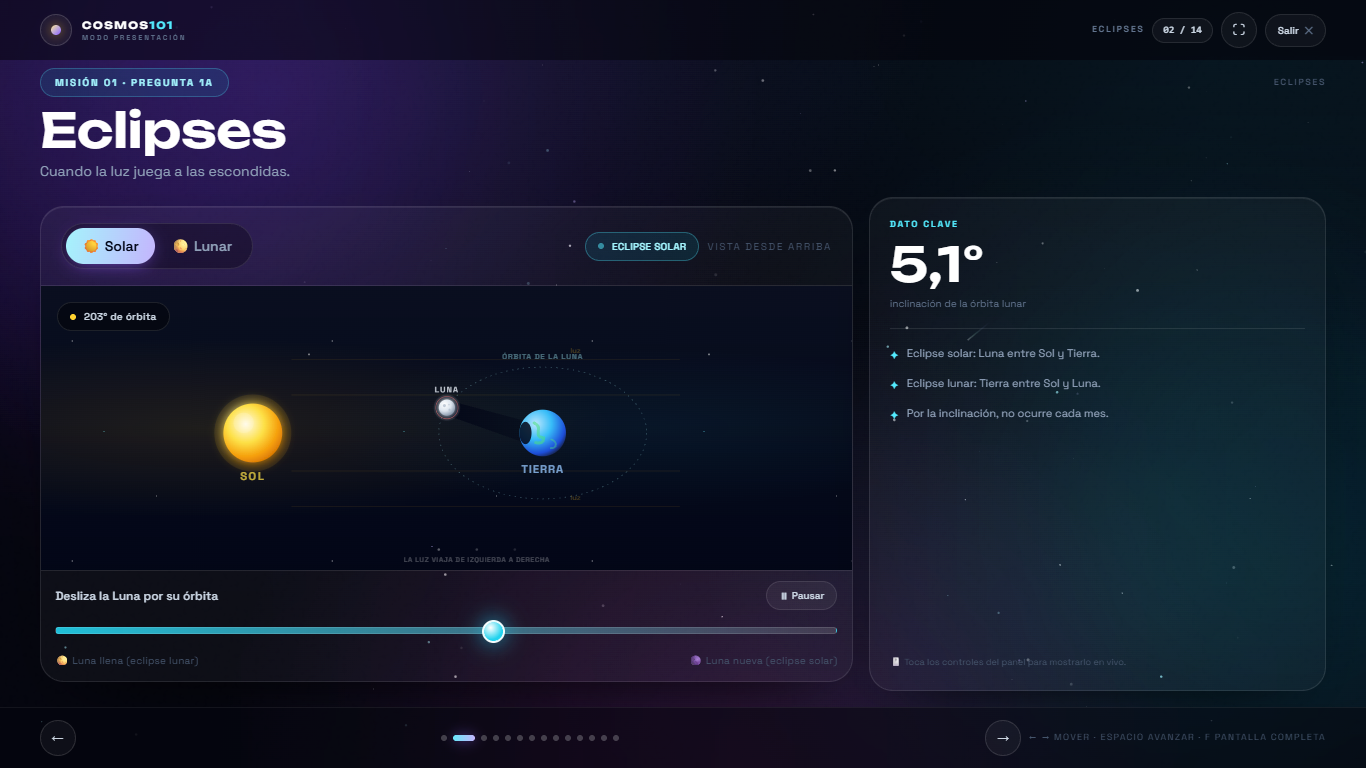 COSMOS101
MODO PRESENTACIÓN
ECLIPSES
02 / 14
Salir ✕
MISIÓN 01 · PREGUNTA 1A
ECLIPSES
Eclipses
Cuando la luz juega a las escondidas.
Solar
Lunar
ECLIPSE SOLAR
VISTA DESDE ARRIBA
203° de órbita
luz
ÓRBITA DE LA LUNA
LUNA
SOL
TIERRA
luz
LA LUZ VIAJA DE IZQUIERDA A DERECHA
Desliza la Luna por su órbita
Pausar
Luna llena (eclipse lunar)
Luna nueva (eclipse solar)
DATO CLAVE
5,1°
inclinación de la órbita lunar
Eclipse solar: Luna entre Sol y Tierra.
Eclipse lunar: Tierra entre Sol y Luna.
Por la inclinación, no ocurre cada mes.
Toca los controles del panel para mostrarlo en vivo.
← → MOVER · ESPACIO AVANZAR · F PANTALLA COMPLETA